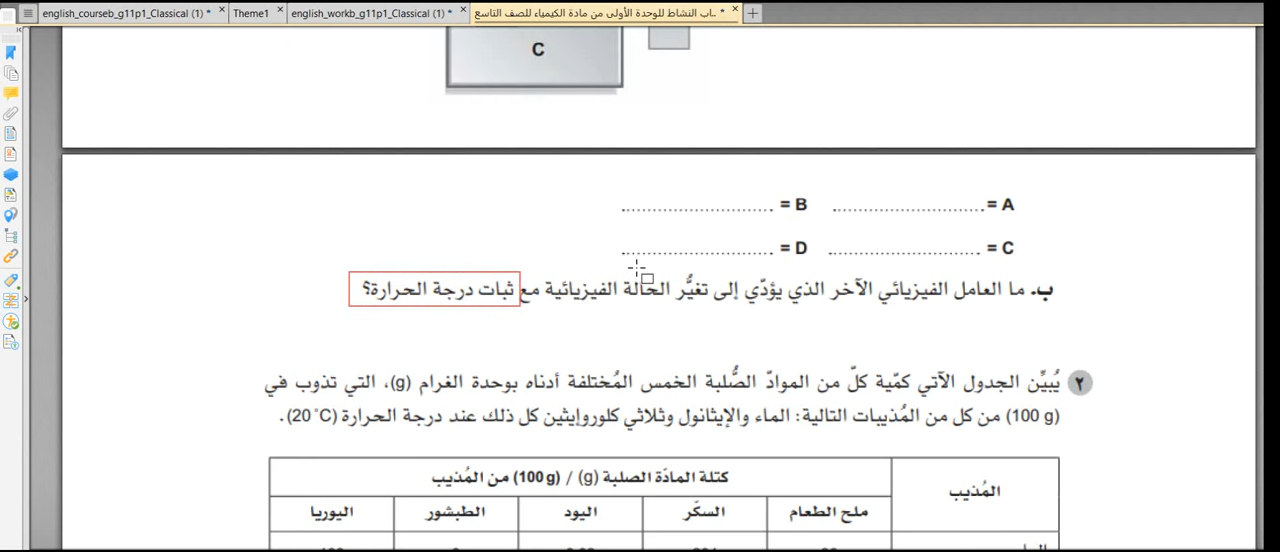 english_courseb_g11p1_Classical (1) *
Theme1
english_workb_g11p1_Classical (1) *
اب النشاط للوحدة الأولى من مادة الكيمياء للصف التاسع... *
C
A = ........................ B = ........................
C = ........................ D = ........................
ب. ما العامل الفيزيائي الآخر الذي يؤدّي إلى تغيُّر الحالة الفيزيائية مع ثبات درجة الحرارة؟
٢ يُبيِّن الجدول الآتي كمّية كلّ من الموادّ الصُّلبة الخمس المُختلفة أدناه بوحدة الغرام (g)، التي تذوب في
(100 g) من كل من المُذيبات التالية: الماء والإيثانول وثلاثي كلوروإيثين كل ذلك عند درجة الحرارة (20 °C).
المُذيب
كتلة المادّة الصلبة (g) / (100 g) من المُذيب
ملح الطعام السكّر اليود الطبشور اليوريا